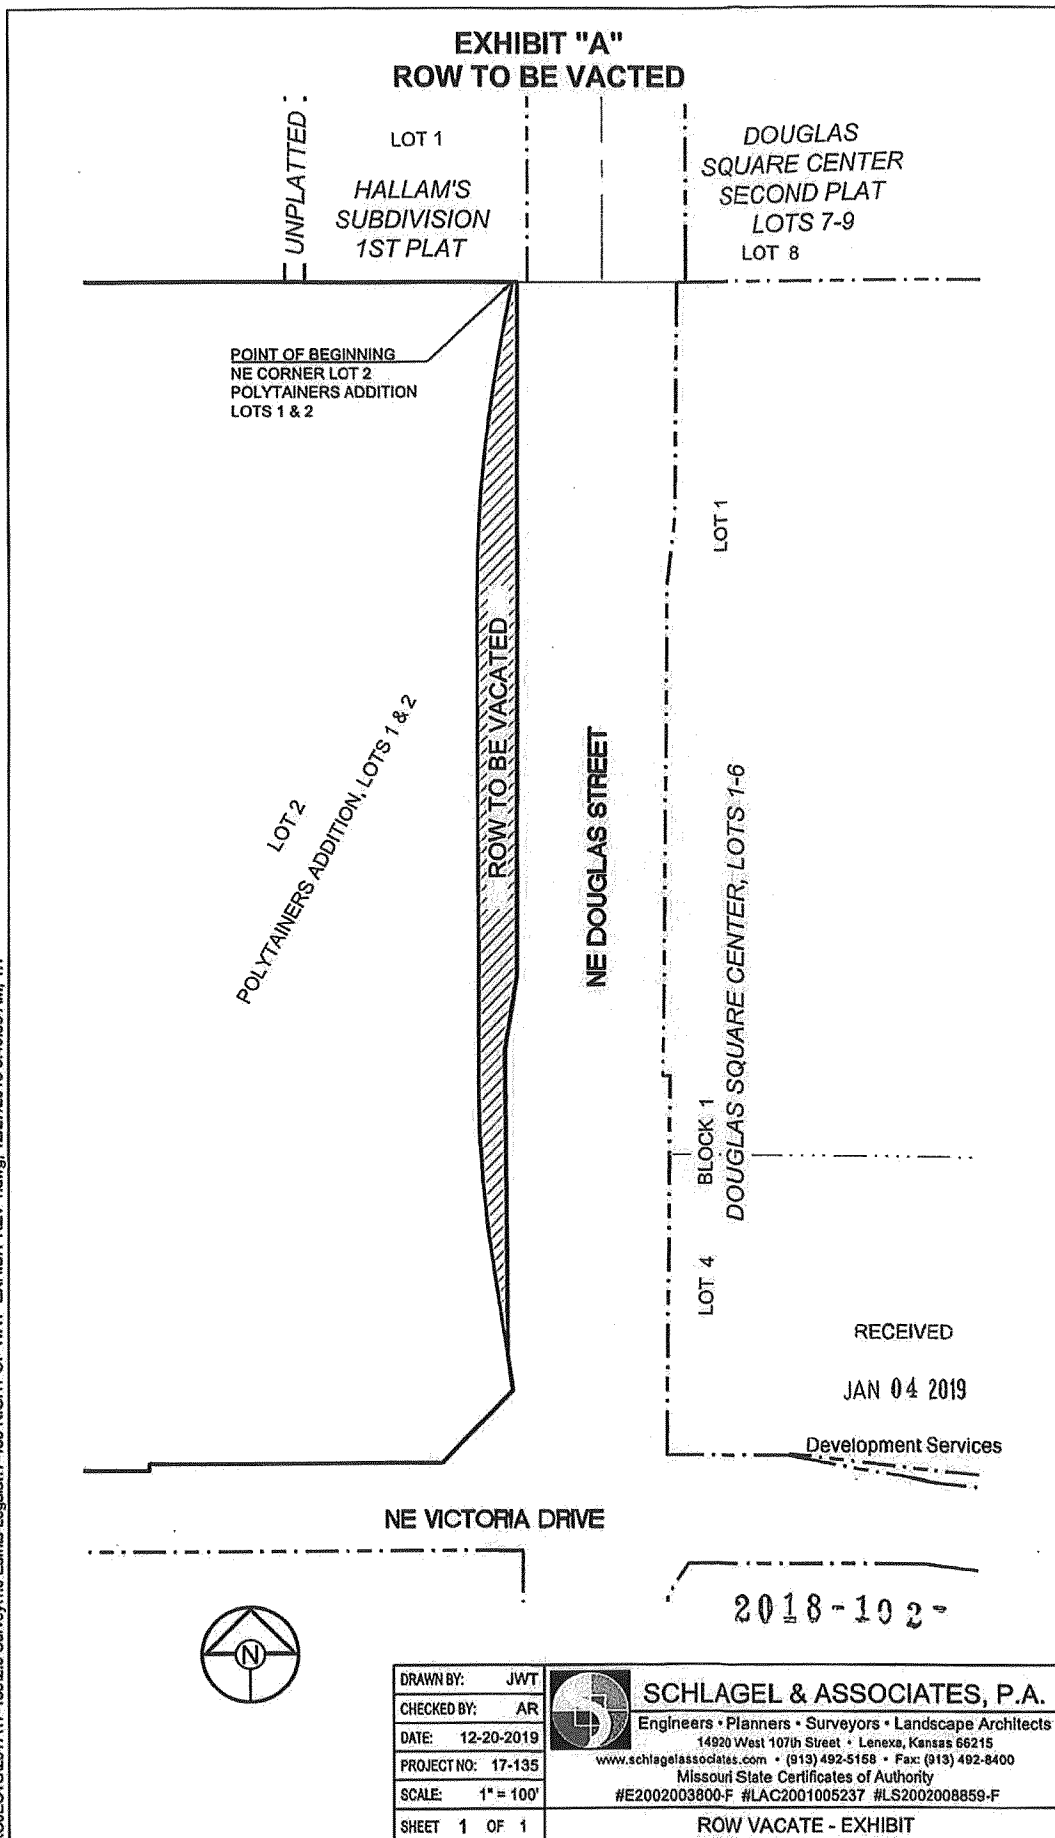 EXHIBIT "A"
ROW TO BE VACTED
UNPLATTED
LOT 1
HALLAM'S
SUBDIVISION
1ST PLAT
DOUGLAS
SQUARE CENTER
SECOND PLAT
LOTS 7-9
LOT 8
POINT OF BEGINNING
NE CORNER LOT 2
POLYTAINERS ADDITION
LOTS 1 & 2
LOT 1
ROW TO BE VACATED
LOT 2
POLYTAINERS ADDITION, LOTS 1 & 2
NE DOUGLAS STREET
DOUGLAS SQUARE CENTER, LOTS 1-6
BLOCK 1
LOT 4
RECEIVED
JAN 04 2019
Development Services
NE VICTORIA DRIVE
2018-102-
N
DRAWN BY: JWT
CHECKED BY: AR
DATE: 12-20-2019
PROJECT NO: 17-135
SCALE: 1" = 100'
SHEET 1 OF 1
SCHLAGEL & ASSOCIATES, P.A.
Engineers • Planners • Surveyors • Landscape Architects
14920 West 107th Street • Lenexa, Kansas 66215
www.schlagelassociates.com • (913) 492-5158 • Fax: (913) 492-8400
Missouri State Certificates of Authority
#E2002003800-F #LAC2001005237 #LS2002008859-F
ROW VACATE - EXHIBIT